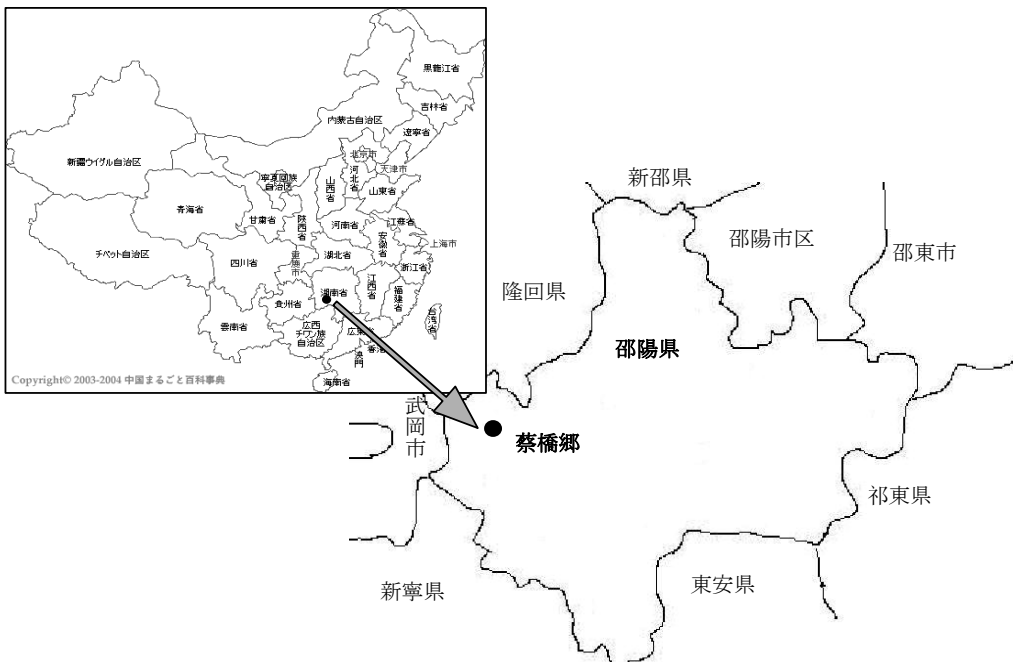 黒龍江省
吉林省
遼寧省
内蒙古自治区
北京市
天津市
新疆ウイグル自治区
寧夏回族
自治区
山西省
河北省
山東省
青海省
甘粛省
陝西省
河南省
江蘇省
安徽省
上海市
チベット自治区
四川省
重慶市
湖北省
浙江省
湖南省
江西省
福建省
貴州省
台湾省
雲南省
広西
チワン族
自治区
香港
澳門
海南省
Copyright© 2003-2004 中国まるごと百科事典
新邵県
邵陽市区
邵東市
隆回県
邵陽県
武岡市
蔡橋郷
祁東県
新寧県
東安県